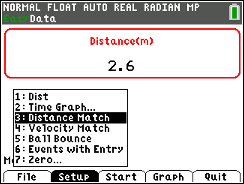 NORMAL FLOAT AUTO REAL RADIAN MP
Data
Distance(m)
2.6
1: Dist
2: Time Graph...
3: Distance Match
4: Velocity Match
5: Ball Bounce
6: Events with Entry
7: Zero...
File Setup Start Graph Quit